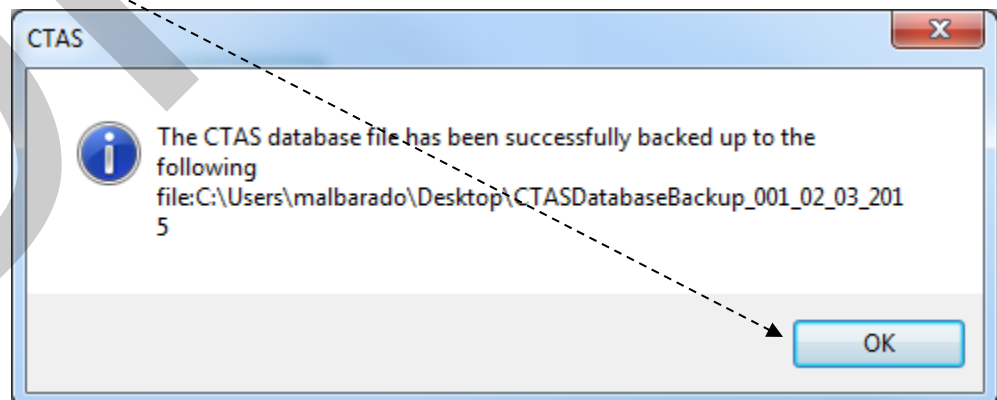 CTAS
The CTAS database file has been successfully backed up to the
following
file:C:\Users\malbarado\Desktop\CTASDatabaseBackup_001_02_03_201
5
OK